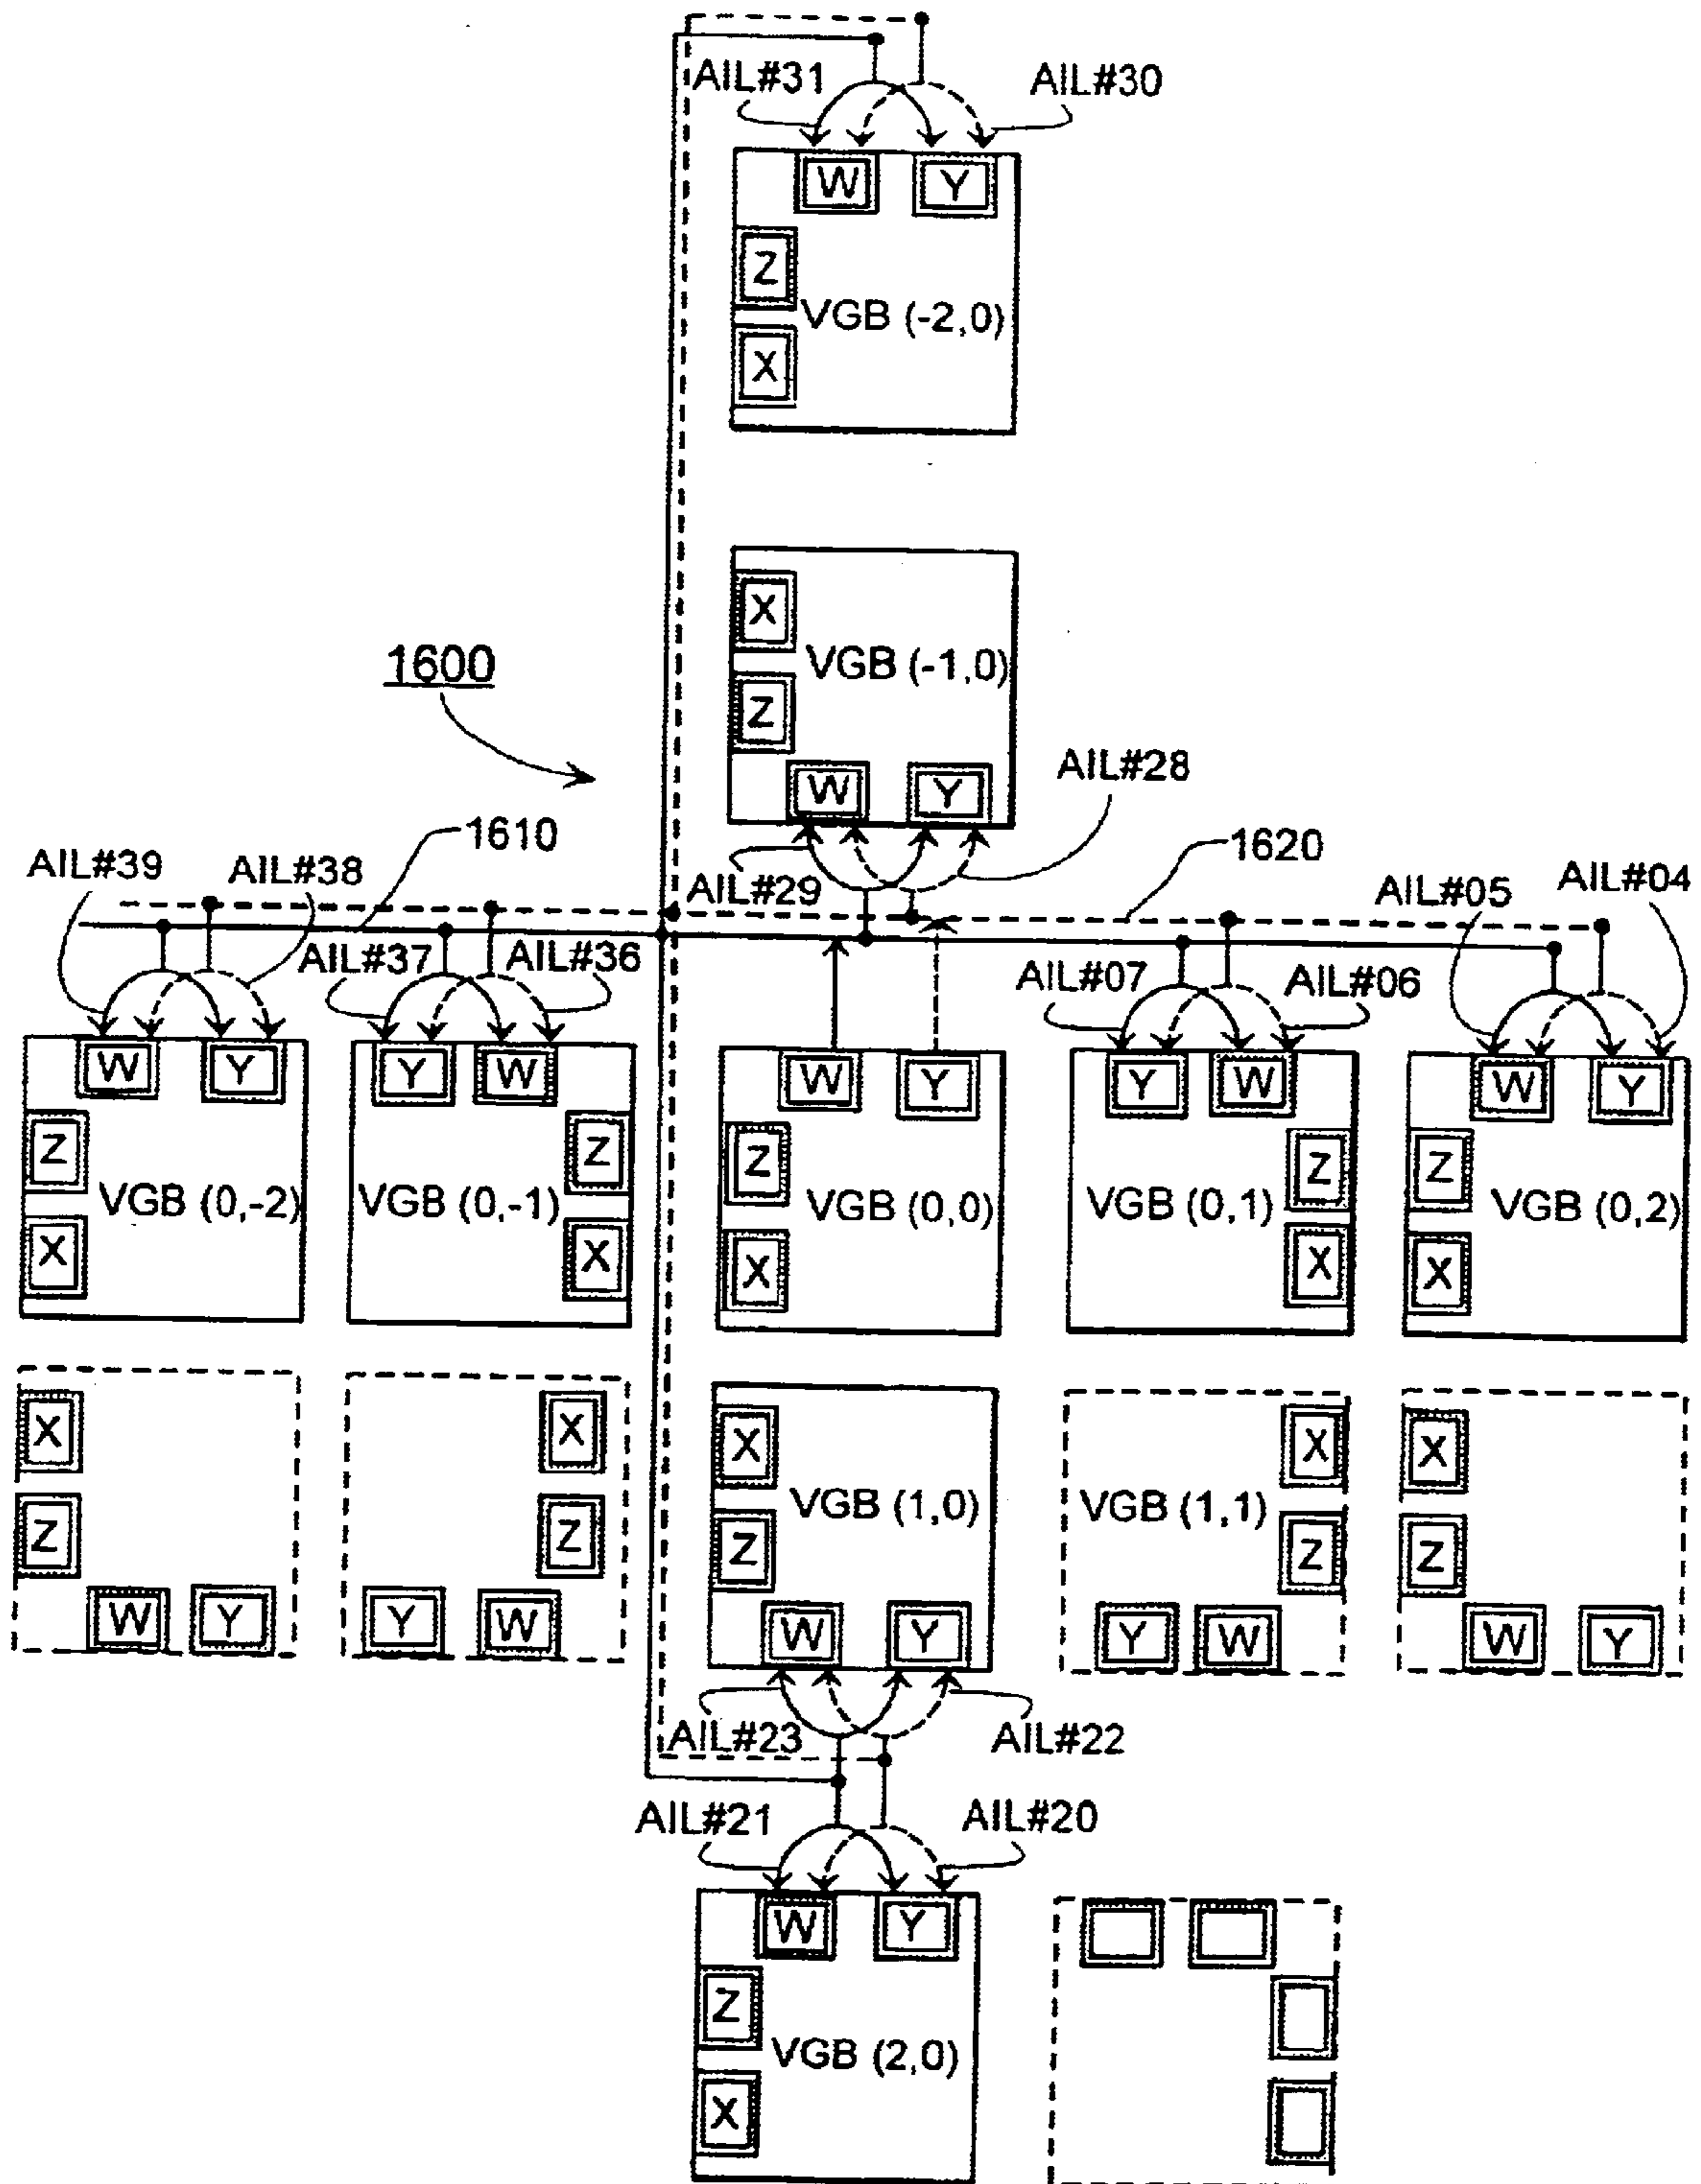 AIL#31 AIL#30
W Y
Z
VGB (-2,0)
X
X
1600
VGB (-1,0)
Z
AIL#28
W Y
1610 1620
AIL#39 AIL#38 AIL#29 AIL#05 AIL#04
AIL#37 AIL#36 AIL#07 AIL#06
W Y Y W W Y Y W W Y
Z Z Z Z Z
VGB (0,-2) VGB (0,-1) VGB (0,0) VGB (0,1) VGB (0,2)
X X X X X
X X X X X
VGB (1,0) VGB (1,1)
Z Z Z Z Z
W Y Y W W Y Y W W Y
AIL#23 AIL#22
AIL#21 AIL#20
W Y
Z
VGB (2,0)
X